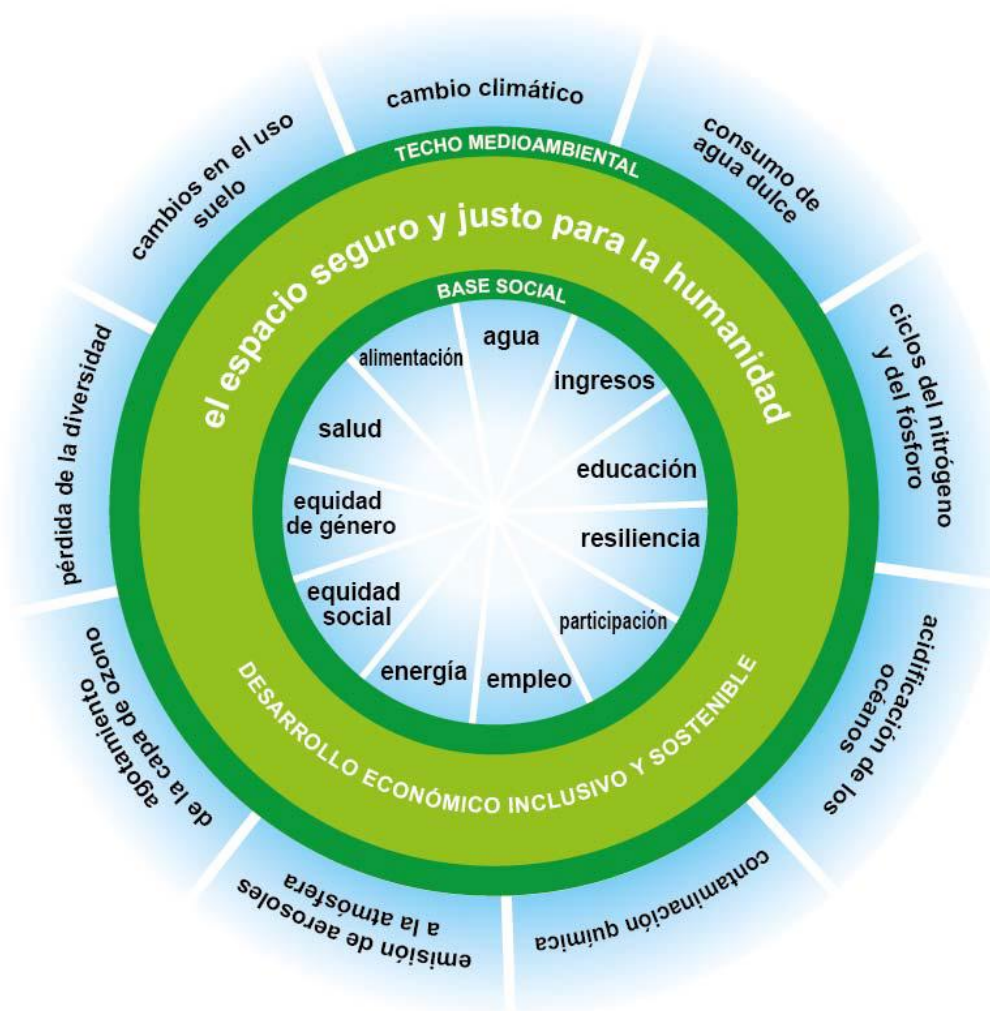 cambio climático
consumo de
agua dulce
ciclos del nitrógeno
y del fósforo
acidificación de los
océanos
contaminación química
emisión de aerosoles
a la atmósfera
agotamiento
de la capa de ozono
pérdida de la diversidad
cambios en el uso
suelo
TECHO MEDIOAMBIENTAL
el espacio seguro y justo para la humanidad
BASE SOCIAL
agua
ingresos
educación
resiliencia
participación
empleo
energía
equidad
social
equidad
de género
salud
alimentación
DESARROLLO ECONÓMICO INCLUSIVO Y SOSTENIBLE